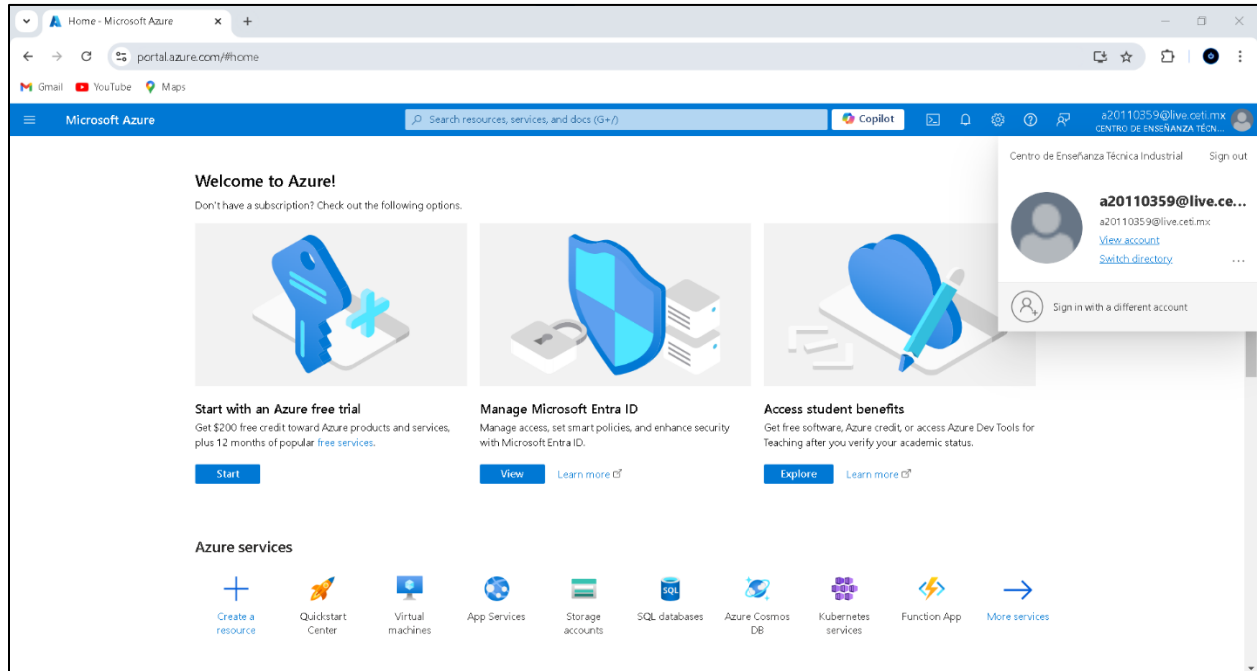 Home - Microsoft Azure
portal.azure.com/#home
Gmail YouTube Maps
Microsoft Azure
Search resources, services, and docs (G+/)
Copilot
a20110359@live.ceti.mx
CENTRO DE ENSEÑANZA TÉCN...
Centro de Enseñanza Técnica Industrial Sign out
a20110359@live.ce...
a20110359@live.ceti.mx
View account
Switch directory ...
Sign in with a different account
Welcome to Azure!
Don't have a subscription? Check out the following options.
Start with an Azure free trial
Get $200 free credit toward Azure products and services,
plus 12 months of popular free services.
Start
Manage Microsoft Entra ID
Manage access, set smart policies, and enhance security
with Microsoft Entra ID.
View Learn more
Access student benefits
Get free software, Azure credit, or access Azure Dev Tools for
Teaching after you verify your academic status.
Explore Learn more
Azure services
Create a
resource
Quickstart
Center
Virtual
machines
App Services
Storage
accounts
SQL
SQL databases
Azure Cosmos
DB
Kubernetes
services
Function App
More services